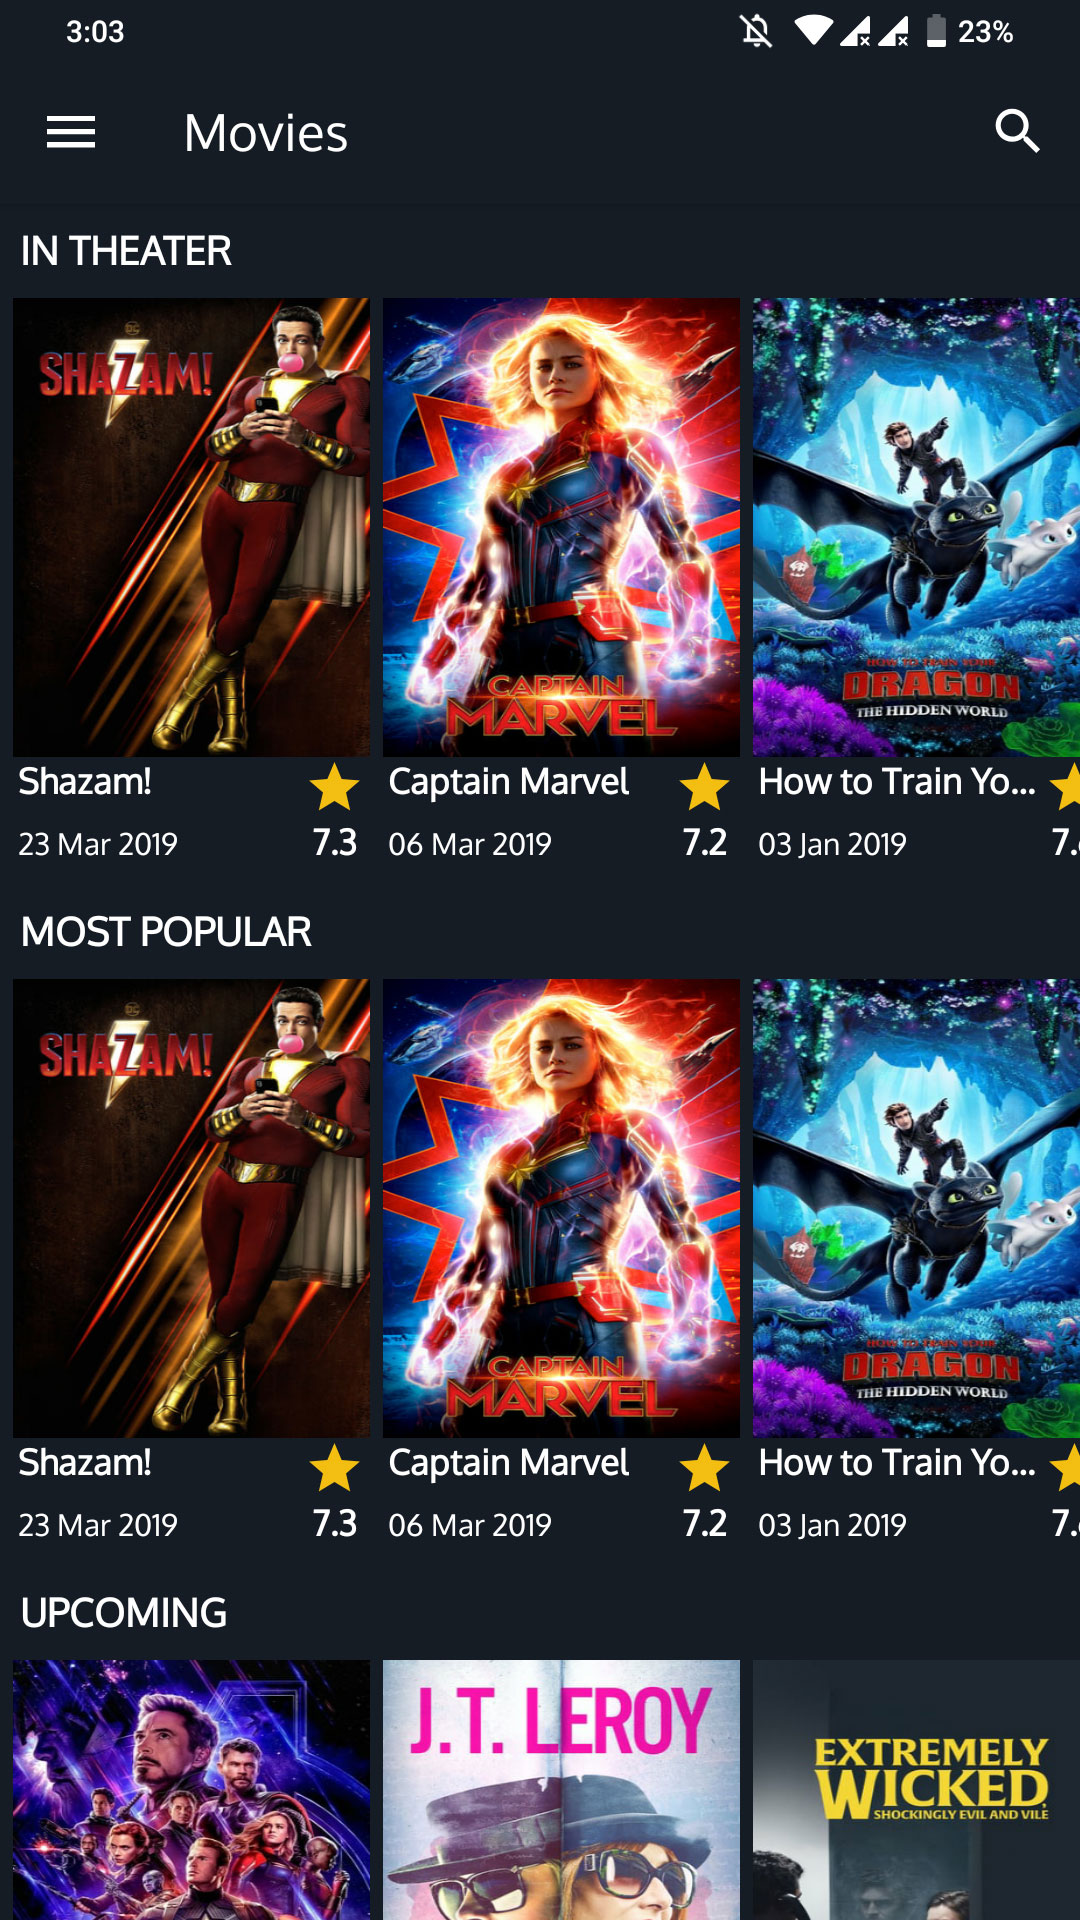 3:03
23%
Movies
IN THEATER
DC
SHAZAM!
CAPTAIN
MARVEL
HOW TO TRAIN YOUR
DRAGON
THE HIDDEN WORLD
Shazam!
23 Mar 2019
7.3
Captain Marvel
06 Mar 2019
7.2
How to Train Yo...
03 Jan 2019
MOST POPULAR
DC
SHAZAM!
CAPTAIN
MARVEL
HOW TO TRAIN YOUR
DRAGON
THE HIDDEN WORLD
Shazam!
23 Mar 2019
7.3
Captain Marvel
06 Mar 2019
7.2
How to Train Yo...
03 Jan 2019
UPCOMING
J.T. LEROY
EXTREMELY
WICKED,
SHOCKINGLY EVIL AND VILE